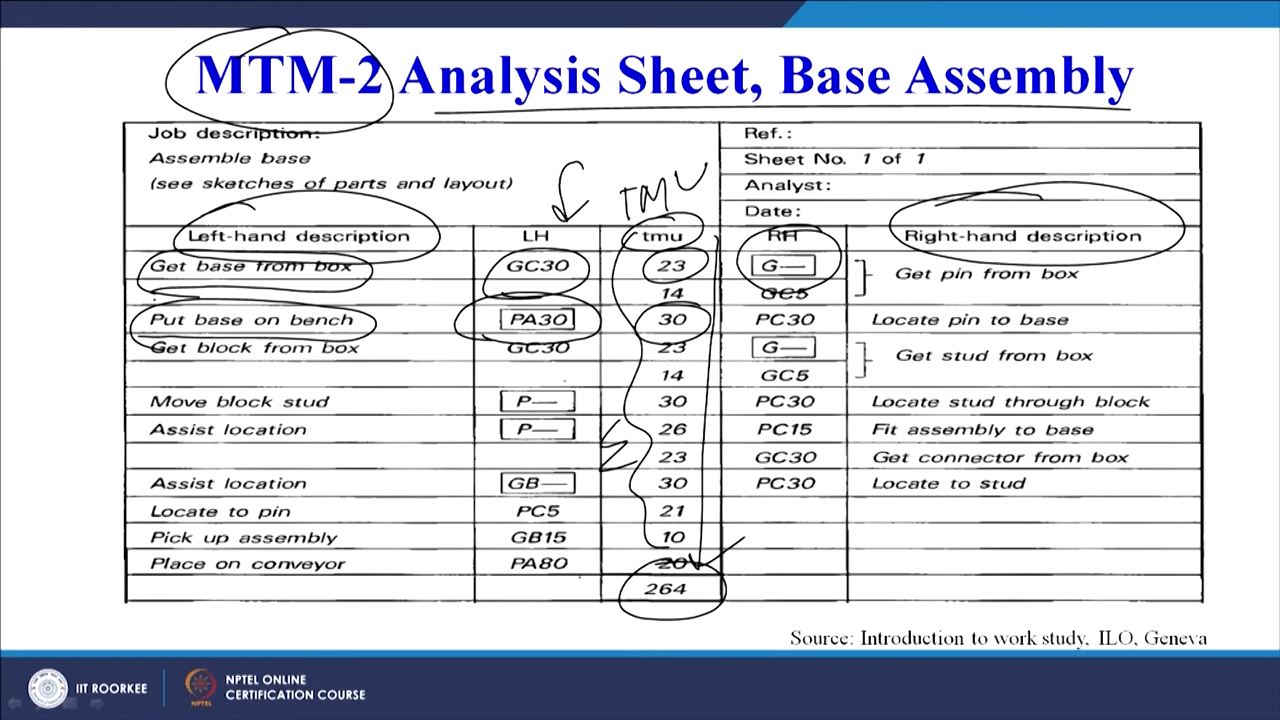 MTM-2 Analysis Sheet, Base Assembly
Job description:
Assemble base
(see sketches of parts and layout)
Ref.:
Sheet No. 1 of 1
Analyst:
Date:
TMU
Left-hand description LH tmu RH Right-hand description
Get base from box GC30 23 G— Get pin from box
14 GC5
Put base on bench PA30 30 PC30 Locate pin to base
Get block from box GC30 23 G— Get stud from box
14 GC5
Move block stud P— 30 PC30 Locate stud through block
Assist location P— 26 PC15 Fit assembly to base
23 GC30 Get connector from box
Assist location GB— 30 PC30 Locate to stud
Locate to pin PC5 21
Pick up assembly GB15 10
Place on conveyor PA80 20
264
Source: Introduction to work study, ILO, Geneva
IIT ROORKEE
NPTEL ONLINE
CERTIFICATION COURSE
NPTEL